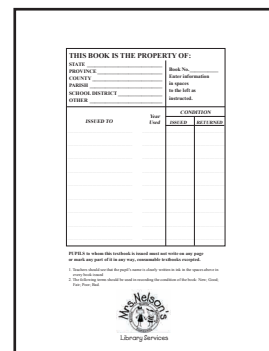 THIS BOOK IS THE PROPERTY OF:
STATE
PROVINCE
COUNTY
PARISH
SCHOOL DISTRICT
OTHER
Book No.
Enter information
in spaces
to the left as
instructed.
ISSUED TO
Year
Used
CONDITION
ISSUED
RETURNED
PUPILS to whom this textbook is issued must not write on any page
or mark any part of it in any way, consumable textbooks excepted.
1. Teachers should see that the pupil's name is clearly written in ink in the spaces above in
every book issued.
2. The following terms should be used in recording the condition of the book: New; Good;
Fair; Poor; Bad.
Mrs. Nelson's
Library Services